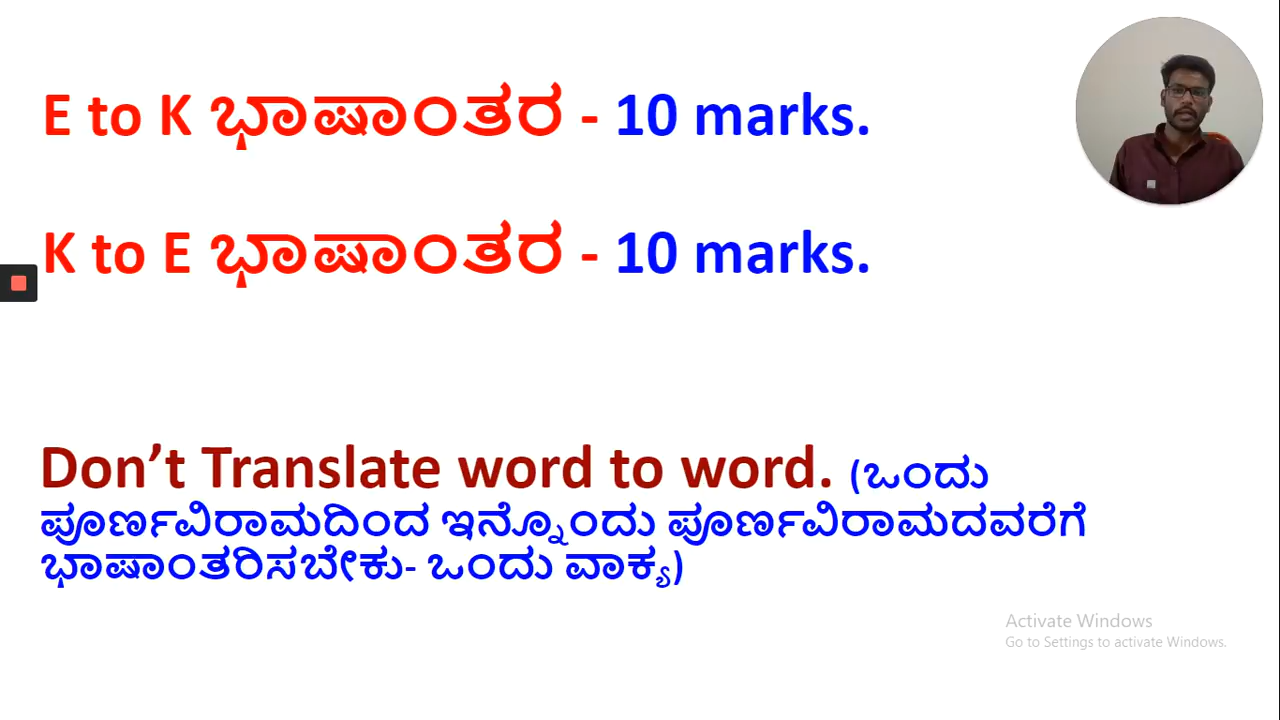 E to K ಭಾಷಾಂತರ - 10 marks.
K to E ಭಾಷಾಂತರ - 10 marks.
Don’t Translate word to word. (ಒಂದು
ಪೂರ್ಣವಿರಾಮದಿಂದ ಇನ್ನೊಂದು ಪೂರ್ಣವಿರಾಮದವರೆಗೆ
ಭಾಷಾಂತರಿಸಬೇಕು- ಒಂದು ವಾಕ್ಯ)
Activate Windows
Go to Settings to activate Windows.